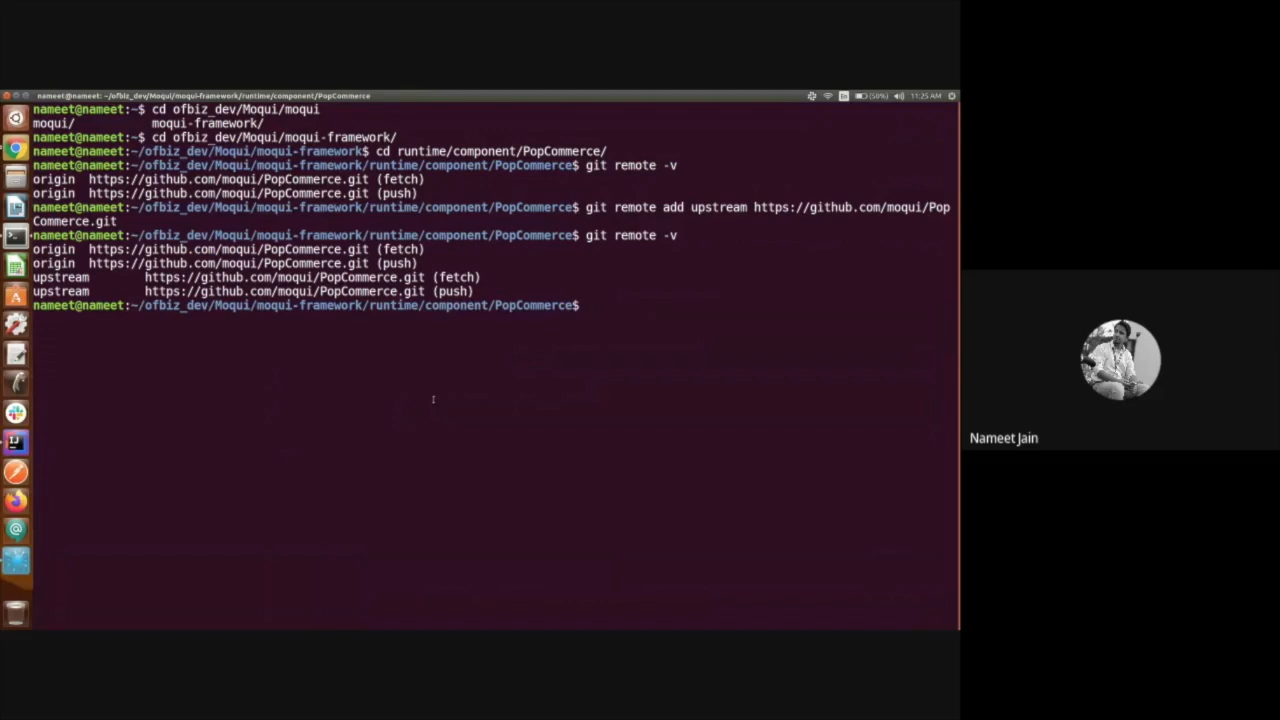 nameet@nameet: ~/ofbiz_dev/Moqui/moqui-framework/runtime/component/PopCommerce
En (50%) 11:25 AM
nameet@nameet:~$ cd ofbiz_dev/Moqui/moqui
moqui/ moqui-framework/
nameet@nameet:~$ cd ofbiz_dev/Moqui/moqui-framework/
nameet@nameet:~/ofbiz_dev/Moqui/moqui-framework$ cd runtime/component/PopCommerce/
nameet@nameet:~/ofbiz_dev/Moqui/moqui-framework/runtime/component/PopCommerce$ git remote -v
origin https://github.com/moqui/PopCommerce.git (fetch)
origin https://github.com/moqui/PopCommerce.git (push)
nameet@nameet:~/ofbiz_dev/Moqui/moqui-framework/runtime/component/PopCommerce$ git remote add upstream https://github.com/moqui/Pop
Commerce.git
nameet@nameet:~/ofbiz_dev/Moqui/moqui-framework/runtime/component/PopCommerce$ git remote -v
origin https://github.com/moqui/PopCommerce.git (fetch)
origin https://github.com/moqui/PopCommerce.git (push)
upstream https://github.com/moqui/PopCommerce.git (fetch)
upstream https://github.com/moqui/PopCommerce.git (push)
nameet@nameet:~/ofbiz_dev/Moqui/moqui-framework/runtime/component/PopCommerce$
Nameet Jain